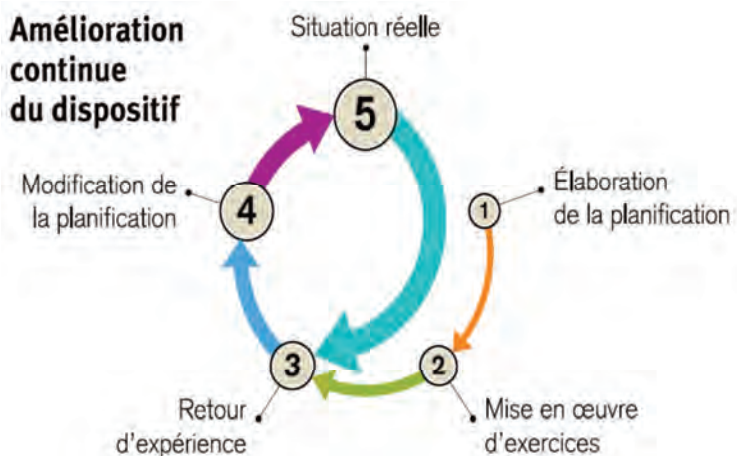 Amélioration
continue
du dispositif
Situation réelle
5
Modification de
la planification
4
1
Élaboration
de la planification
3
2
Retour
d'expérience
Mise en œuvre
d'exercices